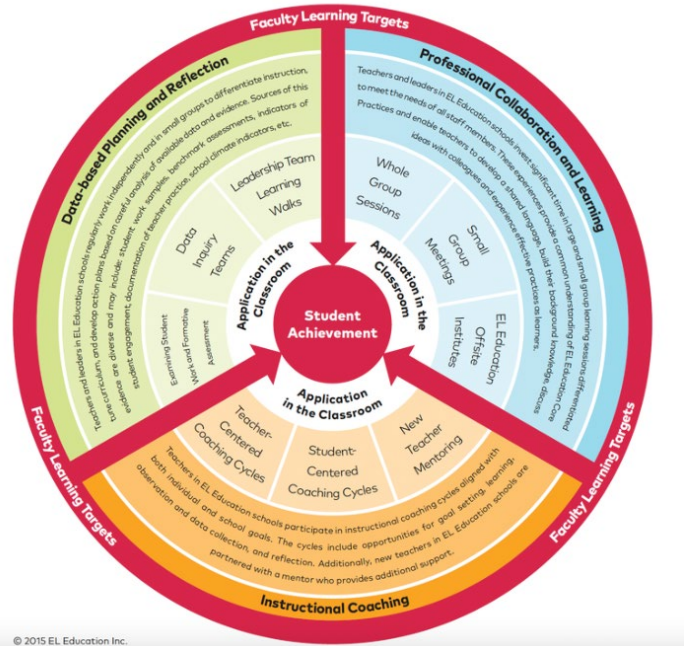 Faculty Learning Targets
Data-based Planning and Reflection
Teachers and leaders in EL Education schools regularly work independently and in small groups to differentiate instruction,
tune curriculum, and develop action plans based on careful analysis of available data and evidence. Sources of this
evidence are diverse and may include: student work samples, benchmark assessments, indicators of
student engagement, documentation of teacher practice, school climate indicators, etc.
Leadership Team
Learning
Walks
Data
Inquiry
Teams
Examining Student
Work and Formative
Assessment
Application in the
Classroom
Professional Collaboration and Learning
Teachers and leaders in EL Education schools invest significant time in large and small group learning sessions differentiated
to meet the needs of all staff members. These experiences provide a common understanding of EL Education Core
Practices and enable teachers to develop a shared language, build their background knowledge, discuss
ideas with colleagues and experience effective practices as learners.
Whole
Group
Sessions
Small
Group
Meetings
EL Education
Offsite
Institutes
Application in the
Classroom
Student
Achievement
Application
in the Classroom
Teacher-
Centered
Coaching Cycles
Student-
Centered
Coaching Cycles
New
Teacher
Mentoring
Teachers in EL Education schools participate in instructional coaching cycles aligned with
both individual and school goals. The cycles include opportunities for goal setting, learning,
observation and data collection, and reflection. Additionally, new teachers in EL Education schools are
partnered with a mentor who provides additional support.
Instructional Coaching
Faculty Learning Targets
Faculty Learning Targets
© 2015 EL Education Inc.